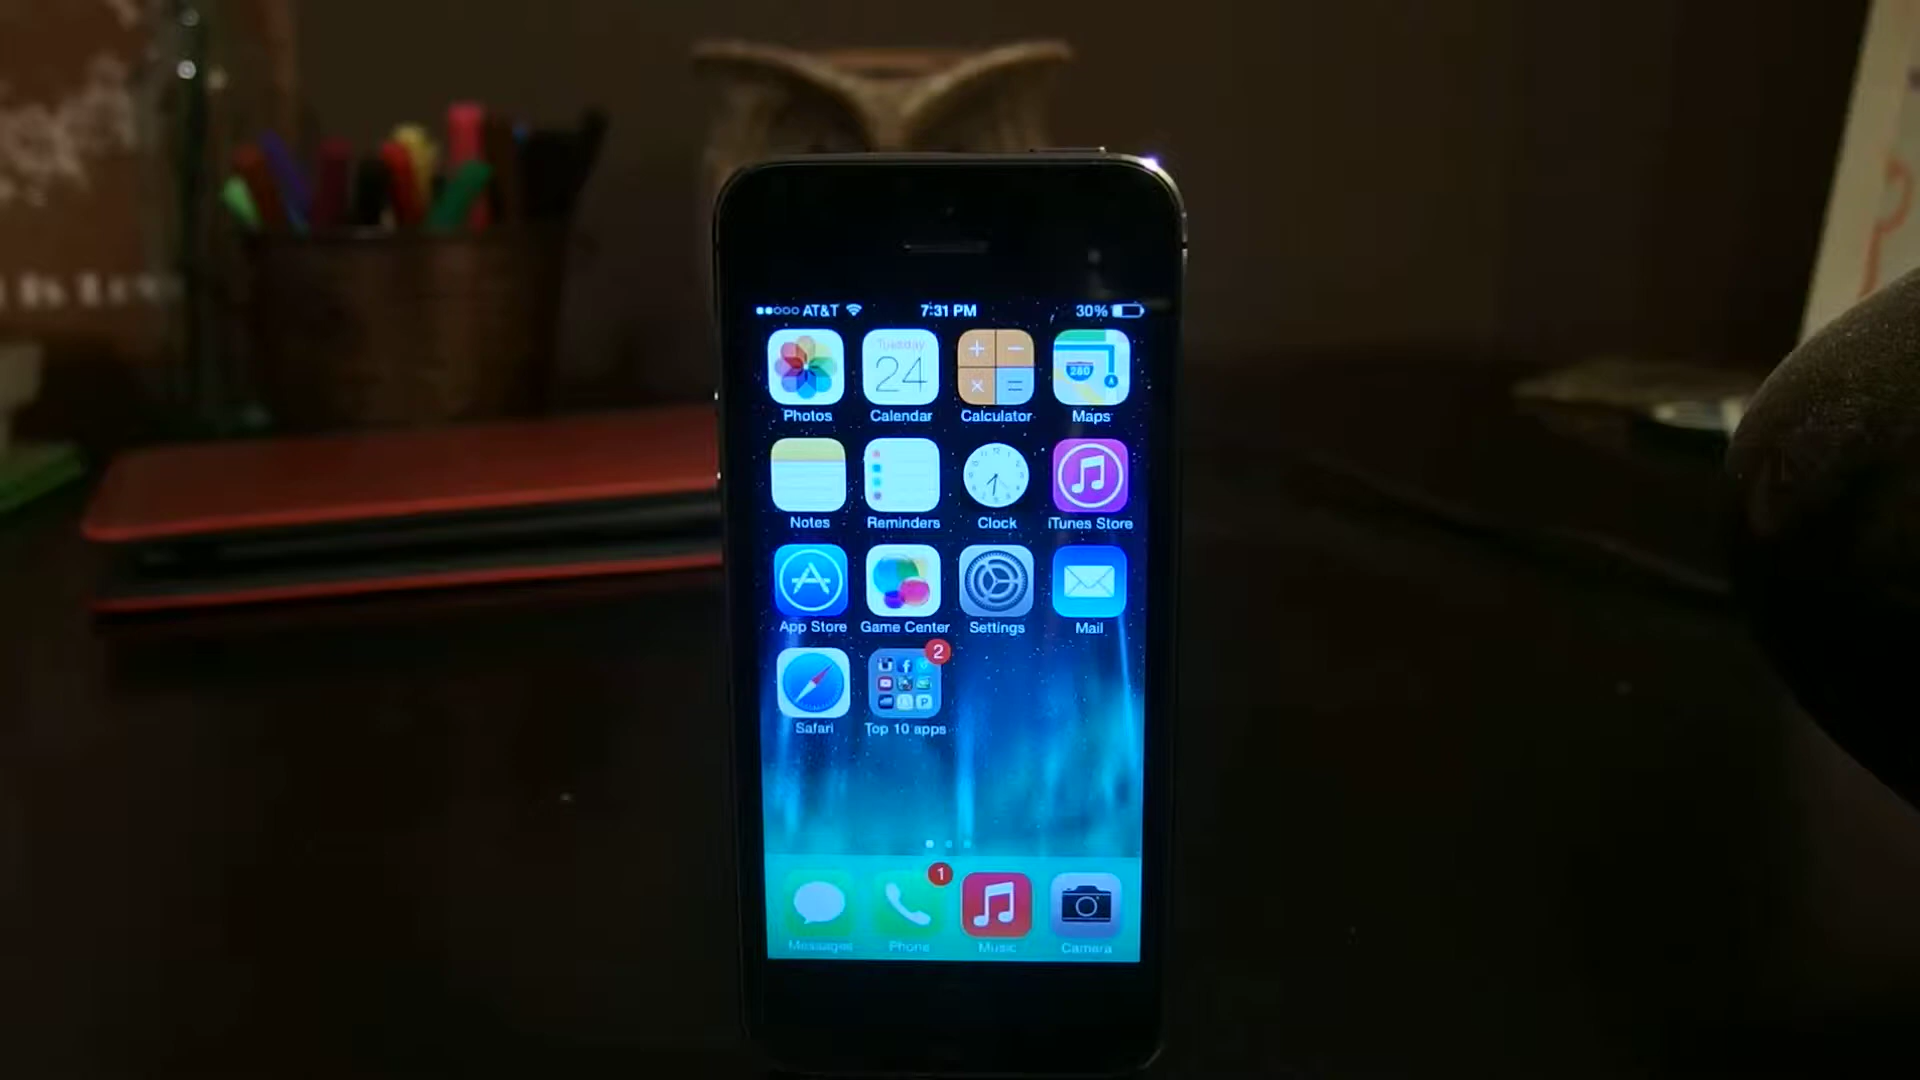 AT&T 7:31 PM 30%
Tuesday
24
280
Photos Calendar Calculator Maps
Notes Reminders Clock iTunes Store
App Store Game Center Settings Mail
2
Safari Top 10 apps
1
Messages Phone Music Camera